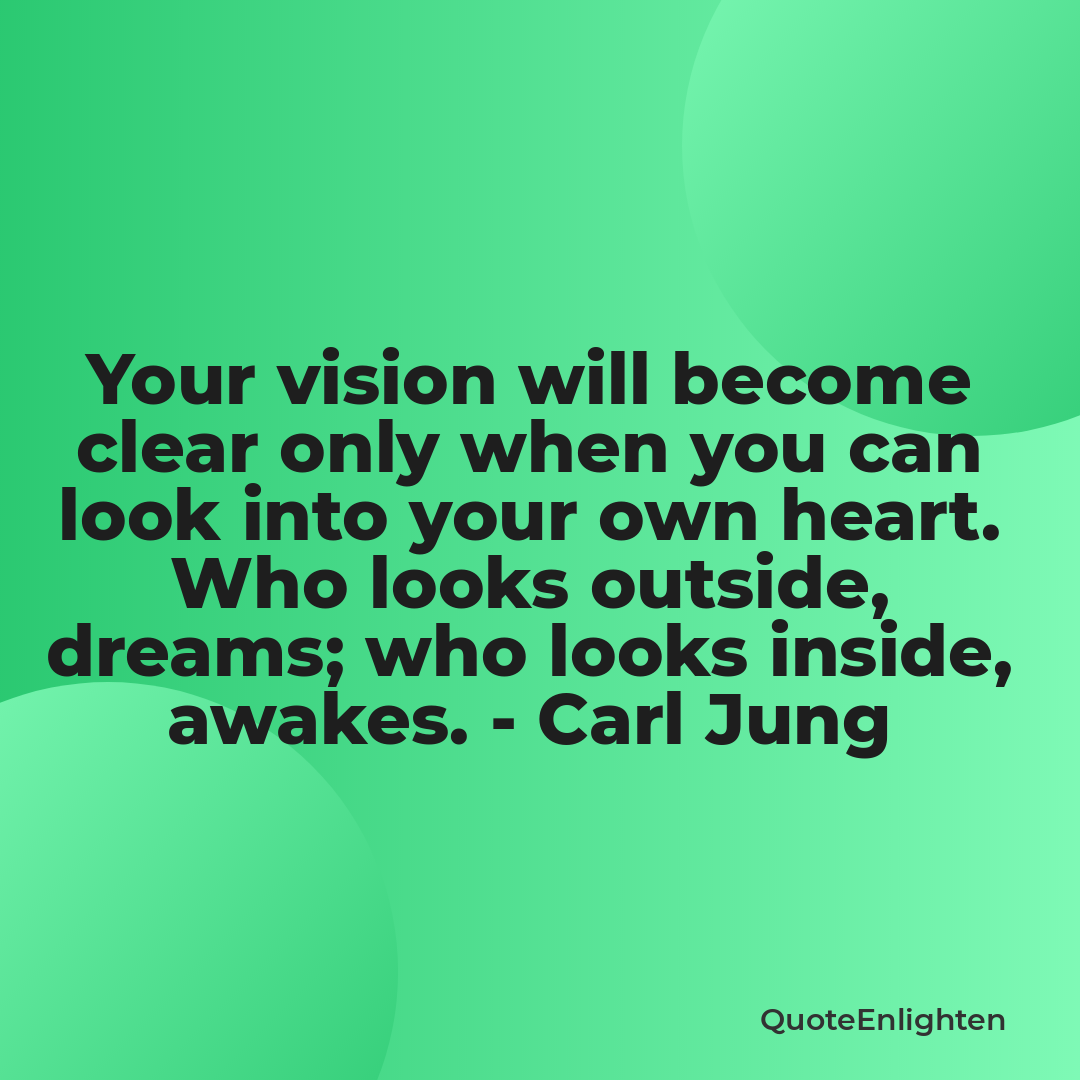 Your vision will become
clear only when you can
look into your own heart.
Who looks outside,
dreams; who looks inside,
awakes. - Carl Jung
QuoteEnlighten